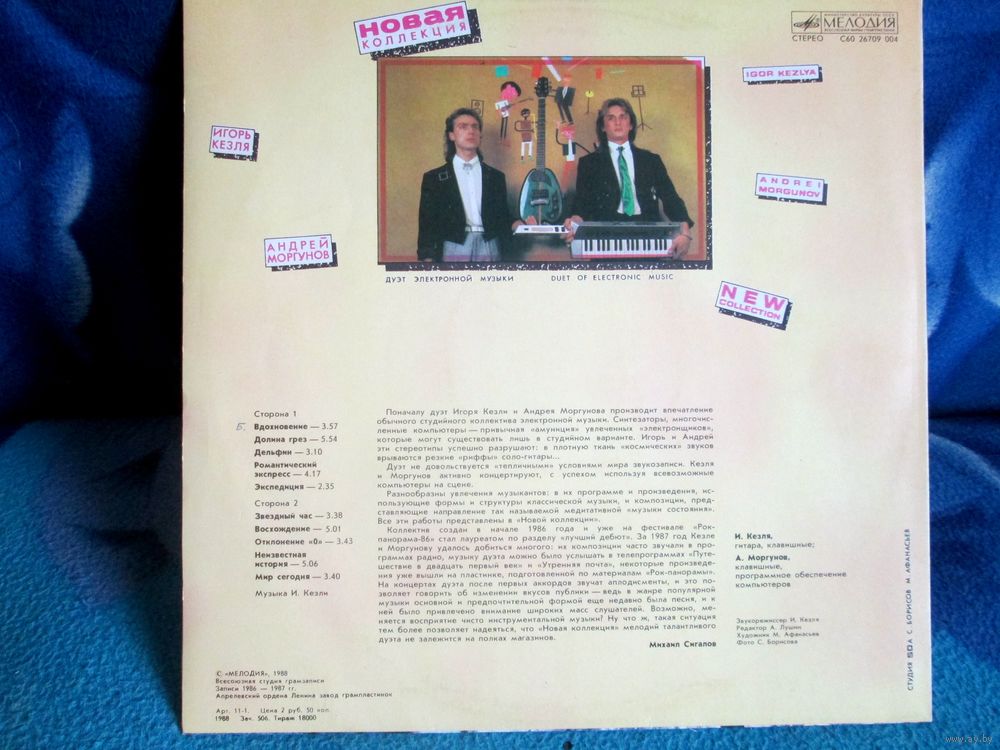 НОВАЯ
КОЛЛЕКЦИЯ
МИНИСТЕРСТВО КУЛЬТУРЫ СССР
МЕЛОДИЯ
ВСЕСОЮЗНАЯ ФИРМА ГРАМПЛАСТИНОК
СТЕРЕО С60 26709 004
IGOR KEZLYA
ИГОРЬ
КЕЗЛЯ
ANDREI
MORGUNOV
АНДРЕЙ
МОРГУНОВ
ДУЭТ ЭЛЕКТРОННОЙ МУЗЫКИ DUET OF ELECTRONIC MUSIC
NEW
COLLECTION
Сторона 1
Б. Вдохновение — 3.57
Долина грез — 5.54
Дельфин — 3.10
Романтический
экспресс — 4.17
Экспедиция — 2.35
Сторона 2
Звездный час — 3.38
Восхождение — 5.01
Отклонение «0» — 3.43
Неизвестная
история — 5.06
Мир сегодня — 3.40
Музыка И. Кезли
Поначалу дуэт Игоря Кезли и Андрея Моргунова производит впечатление
обычного студийного коллектива электронной музыки. Синтезаторы, многочис-
ленные компьютеры — привычная «амуниция» увлеченных «электронщиков»,
которые могут существовать лишь в студийном варианте. Игорь и Андрей
эти стереотипы успешно разрушают: в плотную ткань «космических» звуков
врываются резкие «риффы» соло-гитары...
Дуэт не довольствуется «тепличными» условиями мира звукозаписи. Кезля
и Моргунов активно концертируют, с успехом используя всевозможные
компьютеры на сцене.
Разнообразны увлечения музыкантов: в их программе и произведения, ис-
пользующие формы и структуры классической музыки, и композиции, пред-
ставляющие направление так называемой медитативной «музыки состояния».
Все эти работы представлены в «Новой коллекции».
Коллектив создан в начале 1986 года и уже на фестивале «Рок-
панорама-86» стал лауреатом по разделу «лучший дебют». За 1987 год Кезле
и Моргунову удалось добиться многого: их композиции часто звучали в про-
граммах радио, музыку дуэта можно было услышать в телепрограммах «Путе-
шествие в двадцать первый век» и «Утренняя почта», некоторые произведе-
ния уже вышли на пластинке, подготовленной по материалам «Рок-панорамы».
На концертах дуэта после первых аккордов звучат аплодисменты, и это по-
зволяет говорить об изменении вкусов публики — ведь в жанре популярной
музыки основной и предпочтительной формой еще недавно была песня, и к
ней было привлечено внимание широких масс слушателей. Возможно, ме-
няется восприятие чисто инструментальной музыки? Ну что ж, такая ситуация
тем более позволяет надеяться, что «Новая коллекция» мелодий талантливого
дуэта не залежится на полках магазинов.
Михаил Сигалов
И. Кезля,
гитара, клавишные;
А. Моргунов,
клавишные,
программное обеспечение
компьютеров
Звукорежиссер И. Кезля
Редактор А. Лушин
Художник М. Афанасьев
Фото С. Борисова
СТУДИЯ 50А С. БОРИСОВ М. АФАНАСЬЕВ
© «МЕЛОДИЯ», 1988
Всесоюзная студия грамзаписи
Записи 1986 — 1987 гг.
Апрелевский ордена Ленина завод грампластинок
Арт. 11-1. Цена 2 руб. 50 коп.
1988 Зак. 506. Тираж 18000
www.ay.by